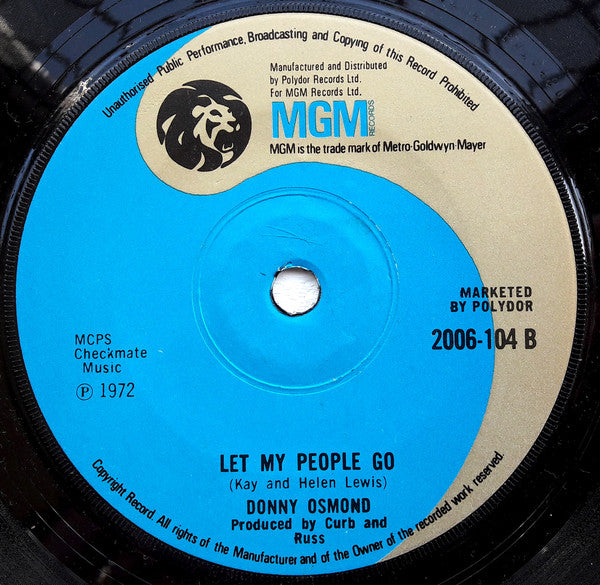 Unauthorised Public Performance, Broadcasting and Copying of this Record Prohibited
Manufactured and Distributed
by Polydor Records Ltd.
For MGM Records Ltd.
MGM RECORDS
MGM is the trade mark of Metro-Goldwyn-Mayer
MARKETED
BY POLYDOR
2006-104 B
MCPS
Checkmate
Music
Ⓟ 1972
LET MY PEOPLE GO
(Kay and Helen Lewis)
DONNY OSMOND
Produced by Curb and
Russ
Copyright Record. All rights of the Manufacturer and of the Owner of the recorded work reserved.